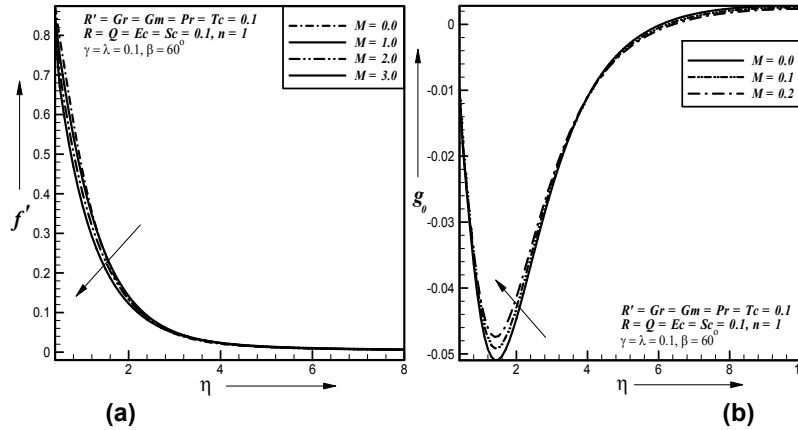 R' = Gr = Gm = Pr = Tc = 0.1
R = Q = Ec = Sc = 0.1, n = 1
γ = λ = 0.1, β = 60°
M = 0.0
M = 1.0
M = 2.0
M = 3.0
0.8
0.7
0.6
0.5
0.4
0.3
0.2
0.1
0
f'
2
4
6
8
η
(a)
M = 0.0
M = 0.1
M = 0.2
0
-0.01
-0.02
-0.03
-0.04
-0.05
g₀
R' = Gr = Gm = Pr = Tc = 0.1
R = Q = Ec = Sc = 0.1, n = 1
γ = λ = 0.1, β = 60°
2
4
6
8
η
(b)